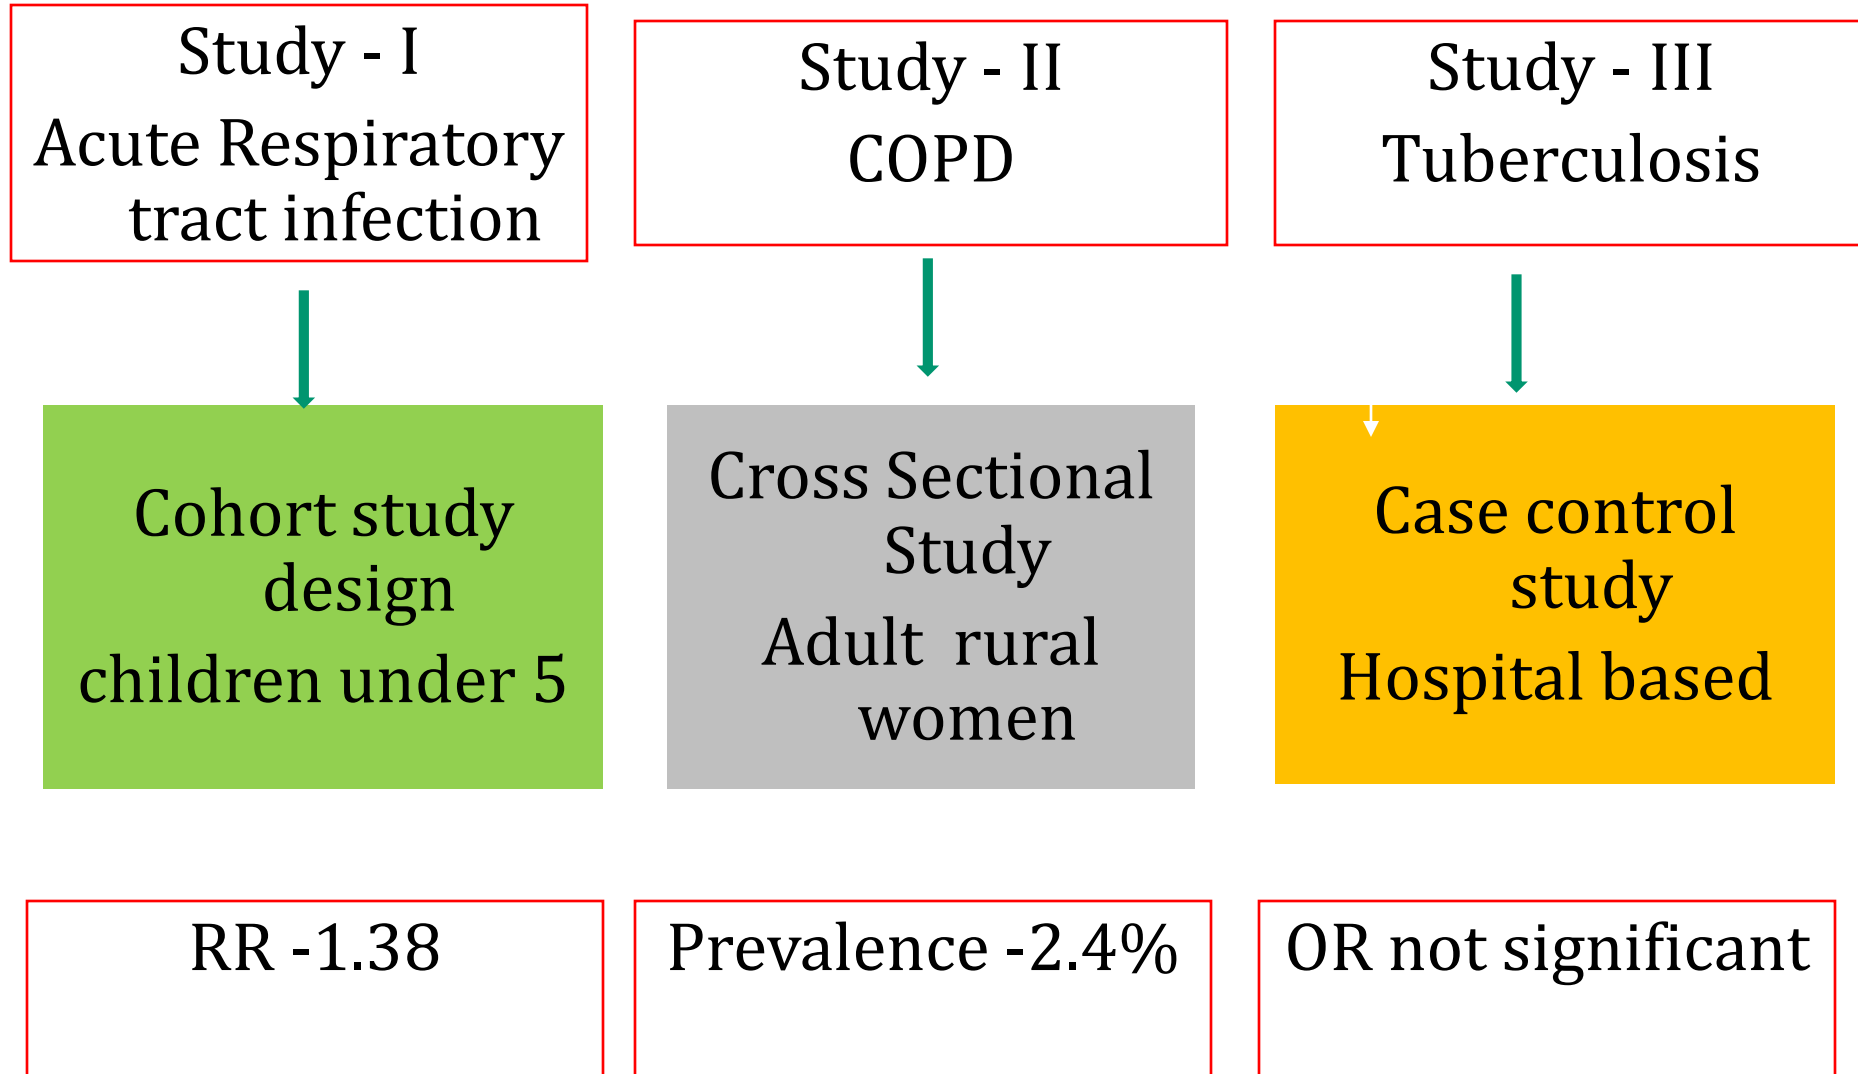 Study - I
Acute Respiratory
tract infection
Study - II
COPD
Study - III
Tuberculosis
Cohort study
design
children under 5
Cross Sectional
Study
Adult rural
women
Case control
study
Hospital based
RR -1.38
Prevalence -2.4%
OR not significant